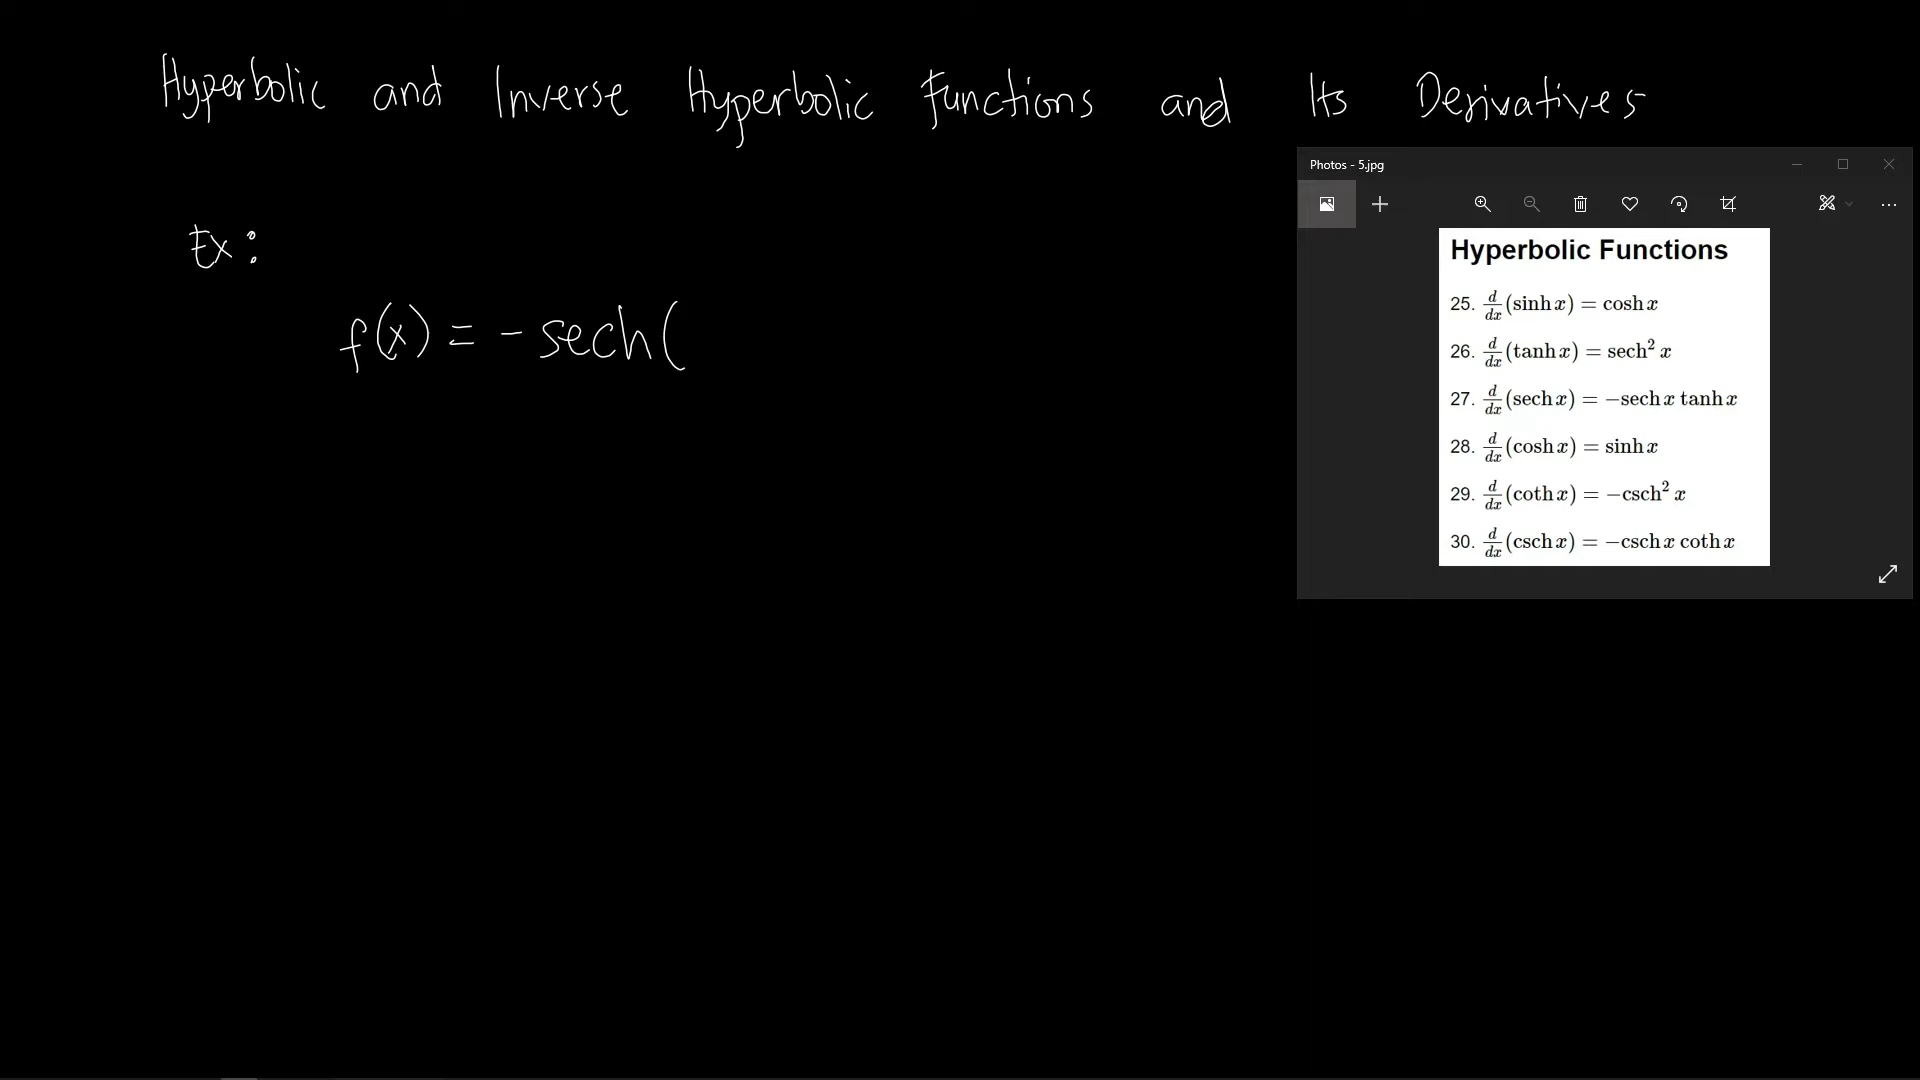 Hyperbolic and Inverse Hyperbolic Functions and Its Derivatives
Photos - 5.jpg
Ex:
f(x) = - sech(
Hyperbolic Functions
25. d/dx (sinh x) = cosh x
26. d/dx (tanh x) = sech² x
27. d/dx (sech x) = −sech x tanh x
28. d/dx (cosh x) = sinh x
29. d/dx (coth x) = −csch² x
30. d/dx (csch x) = −csch x coth x